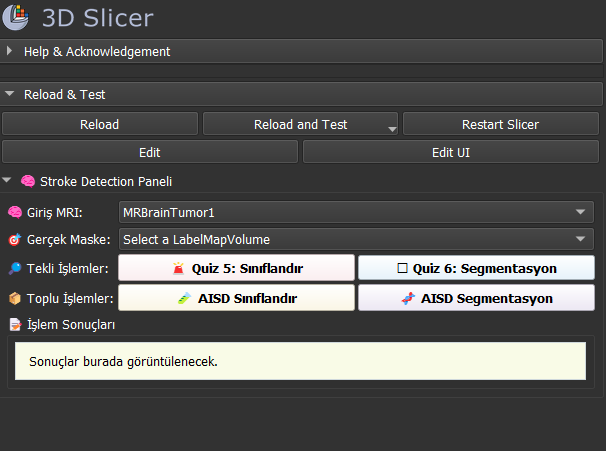 3D Slicer
Help & Acknowledgement
Reload & Test
Reload Reload and Test Restart Slicer
Edit Edit UI
Stroke Detection Paneli
Giriş MRI: MRBrainTumor1
Gerçek Maske: Select a LabelMapVolume
Tekli İşlemler: Quiz 5: Sınıflandır Quiz 6: Segmentasyon
Toplu İşlemler: AISD Sınıflandır AISD Segmentasyon
İşlem Sonuçları
Sonuçlar burada görüntülenecek.